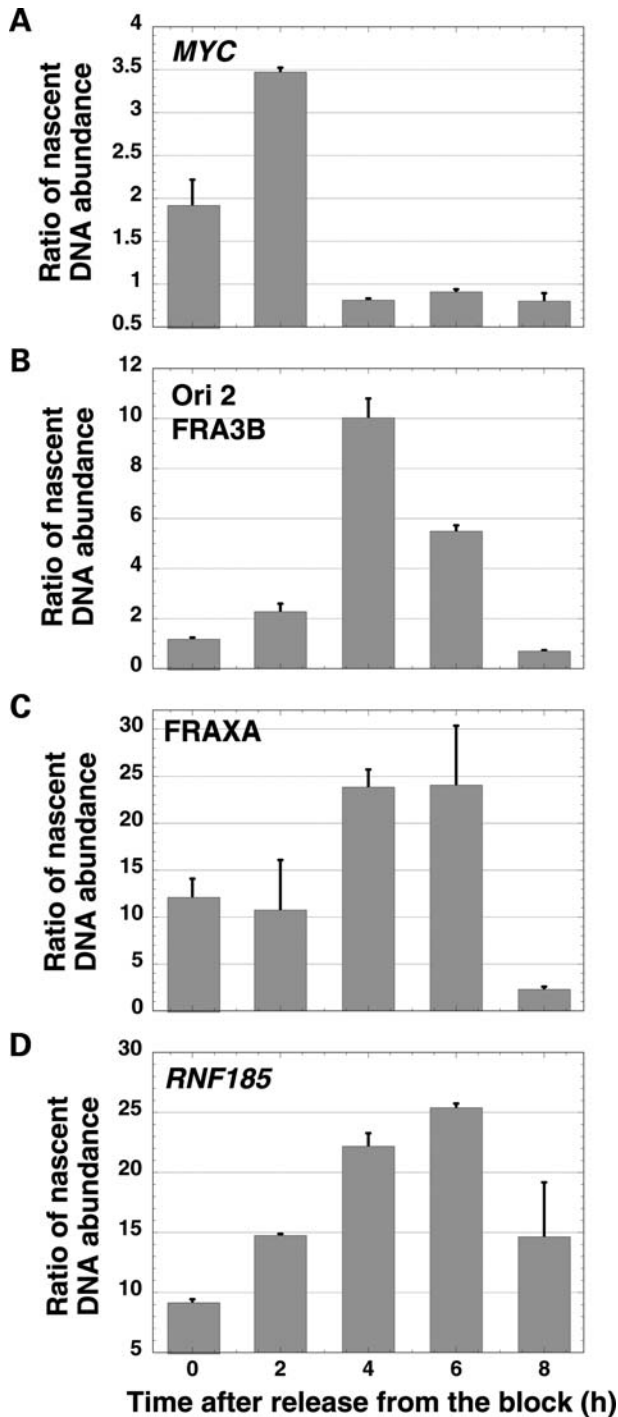 A
MYC
Ratio of nascent
DNA abundance
4
3.5
3
2.5
2
1.5
1
0.5
B
Ori 2
FRA3B
Ratio of nascent
DNA abundance
12
10
8
6
4
2
0
C
FRAXA
Ratio of nascent
DNA abundance
30
25
20
15
10
5
0
D
RNF185
Ratio of nascent
DNA abundance
30
25
20
15
10
5
0 2 4 6 8
Time after release from the block (h)